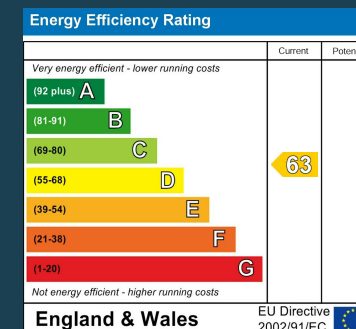 Energy Efficiency Rating
Current Poten
Very energy efficient - lower running costs
(92 plus) A
(81-91) B
(69-80) C
(55-68) D
63
(39-54) E
(21-38) F
(1-20) G
Not energy efficient - higher running costs
England & Wales
EU Directive
2002/91/EC